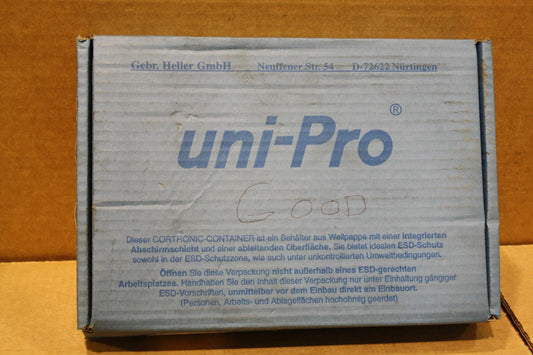 Gebr. Heller GmbH Neuffener Str. 54 D-72622 Nürtingen
uni-Pro®
GOOD
Dieser CORTRONIC-CONTAINER ist ein Behälter aus Wellpappe mit einer integrierten
Abschirmschicht und einer ableitenden Oberfläche. Sie bietet idealen ESD-Schutz
sowohl in der ESD-Schutzzone, wie auch unter unkontrollierten Umweltbedingungen.
Öffnen Sie diese Verpackung nicht außerhalb eines ESD-gerechten
Arbeitsplatzes. Handhaben Sie den Inhalt dieser Verpackung nur unter Einhaltung gängiger
ESD-Vorschriften, unmittelbar vor dem Einbau direkt am Einbauort.
(Personen, Arbeits- und Ablageflächen hochohmig geerdet)